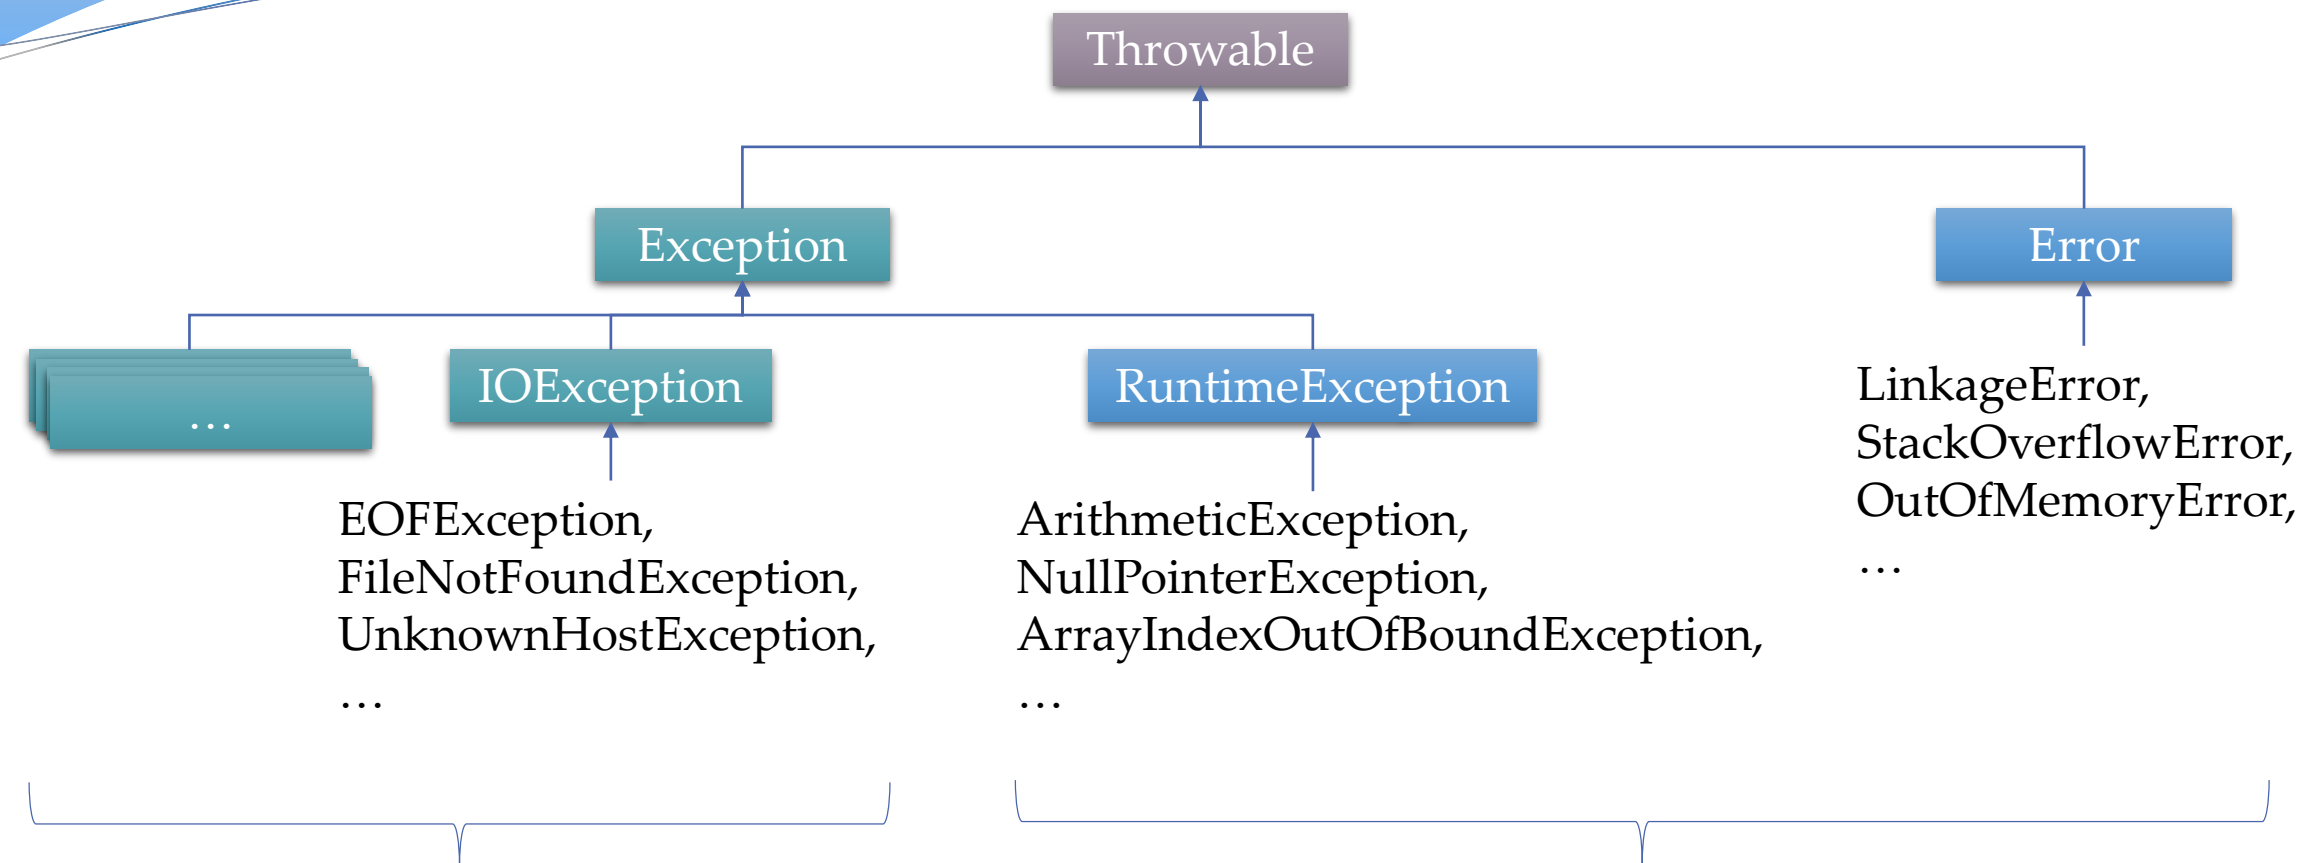 Throwable
Exception
Error
…
IOException
RuntimeException
LinkageError,
StackOverflowError,
OutOfMemoryError,
…
EOFException,
FileNotFoundException,
UnknownHostException,
…
ArithmeticException,
NullPointerException,
ArrayIndexOutOfBoundException,
…